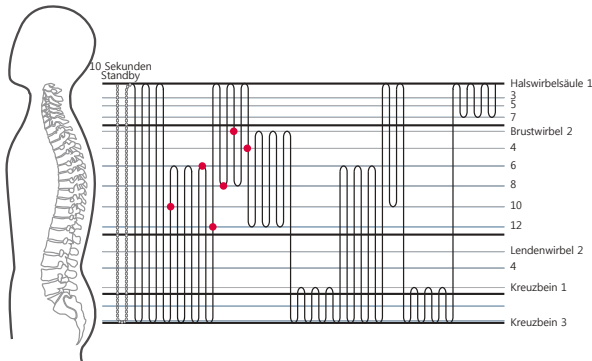 10 Sekunden
Standby
Halswirbelsäule 1
3
5
7
Brustwirbel 2
4
6
8
10
12
Lendenwirbel 2
4
Kreuzbein 1
Kreuzbein 3